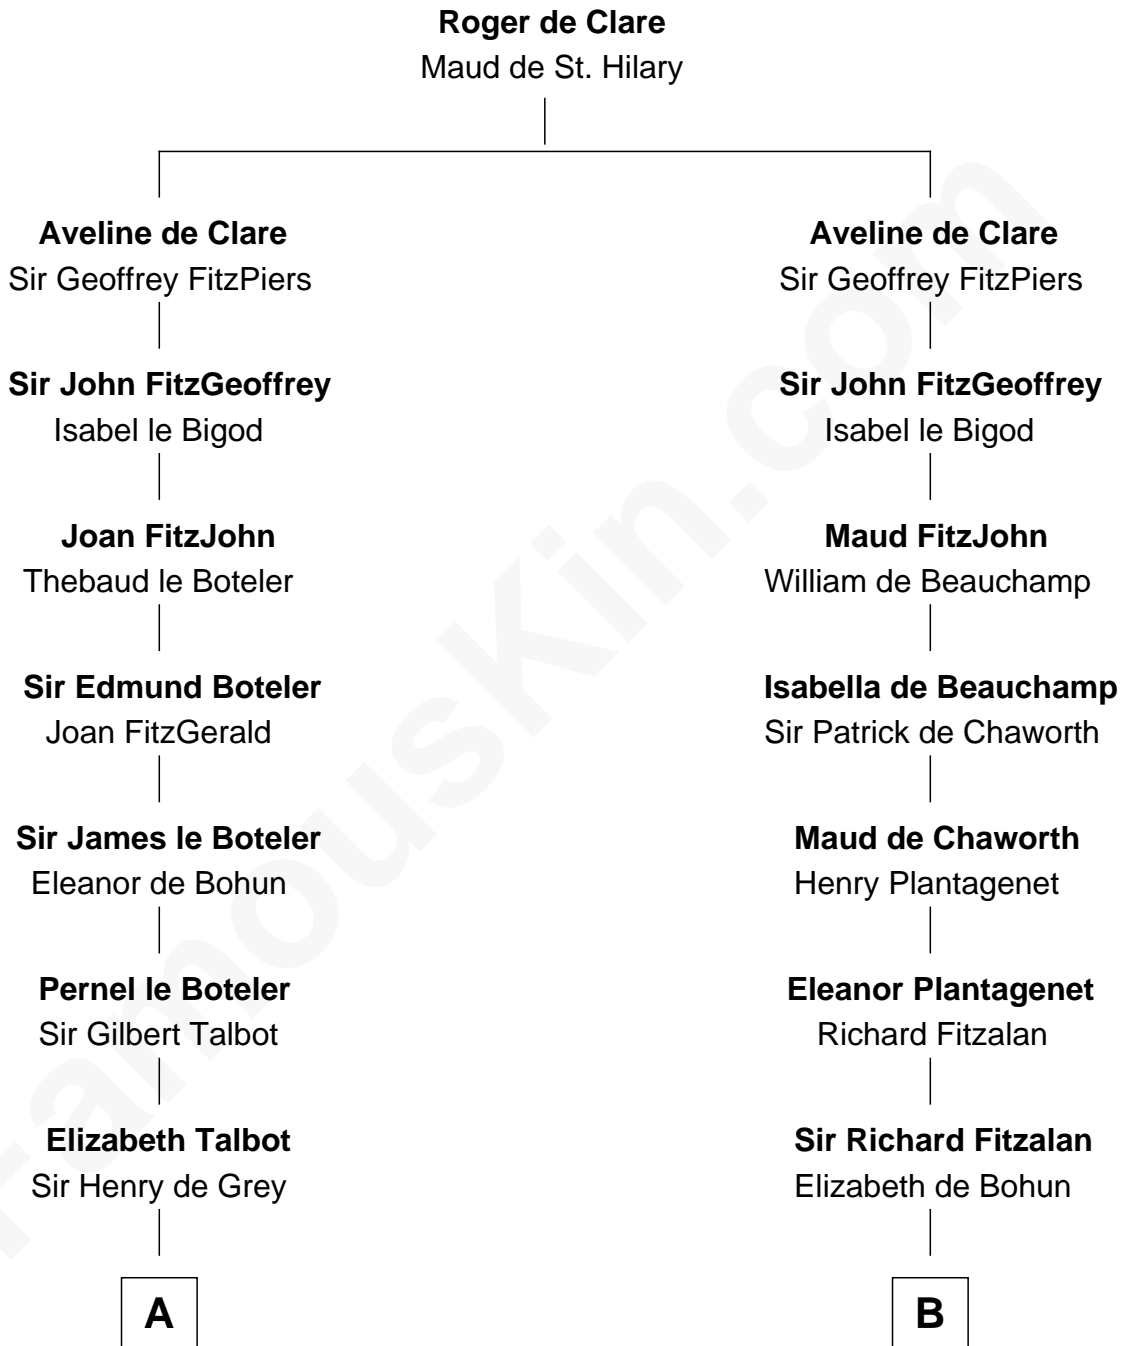 Roger de Clare
Maud de St. Hilary
Aveline de Clare
Sir Geoffrey FitzPiers
Aveline de Clare
Sir Geoffrey FitzPiers
Sir John FitzGeoffrey
Isabel le Bigod
Sir John FitzGeoffrey
Isabel le Bigod
Joan FitzJohn
Thebaud le Boteler
Maud FitzJohn
William de Beauchamp
Sir Edmund Boteler
Joan FitzGerald
Isabella de Beauchamp
Sir Patrick de Chaworth
Sir James le Boteler
Eleanor de Bohun
Maud de Chaworth
Henry Plantagenet
Pernel le Boteler
Sir Gilbert Talbot
Eleanor Plantagenet
Richard Fitzalan
Elizabeth Talbot
Sir Henry de Grey
Sir Richard Fitzalan
Elizabeth de Bohun
A
B
FamousKin.com